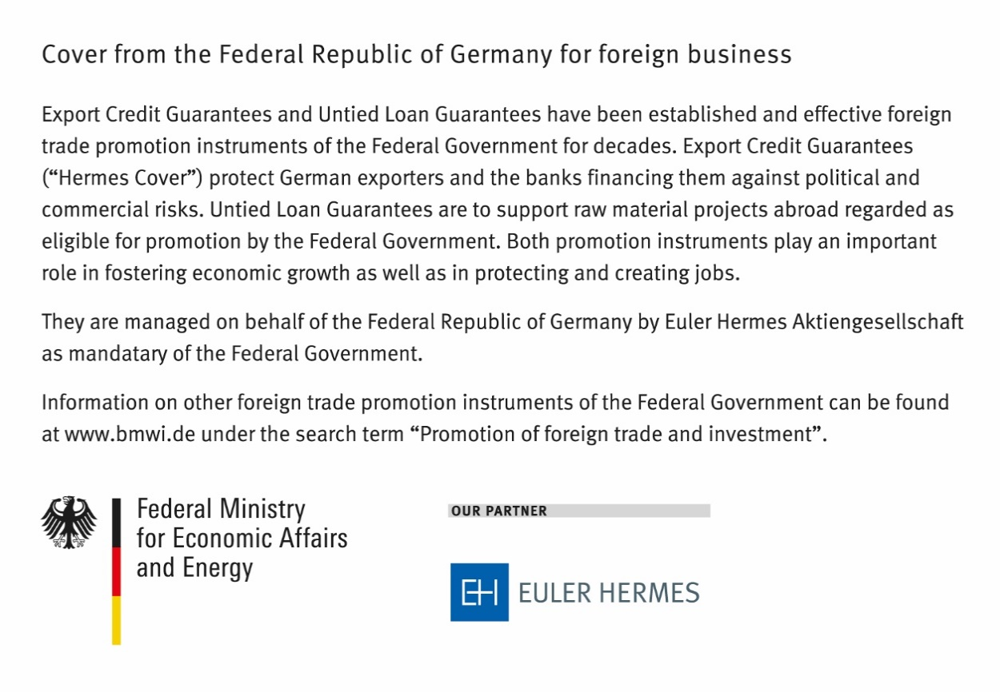 Cover from the Federal Republic of Germany for foreign business
Export Credit Guarantees and Untied Loan Guarantees have been established and effective foreign
trade promotion instruments of the Federal Government for decades. Export Credit Guarantees
(“Hermes Cover”) protect German exporters and the banks financing them against political and
commercial risks. Untied Loan Guarantees are to support raw material projects abroad regarded as
eligible for promotion by the Federal Government. Both promotion instruments play an important
role in fostering economic growth as well as in protecting and creating jobs.
They are managed on behalf of the Federal Republic of Germany by Euler Hermes Aktiengesellschaft
as mandatary of the Federal Government.
Information on other foreign trade promotion instruments of the Federal Government can be found
at www.bmwi.de under the search term “Promotion of foreign trade and investment”.
Federal Ministry
for Economic Affairs
and Energy
OUR PARTNER
EH EULER HERMES